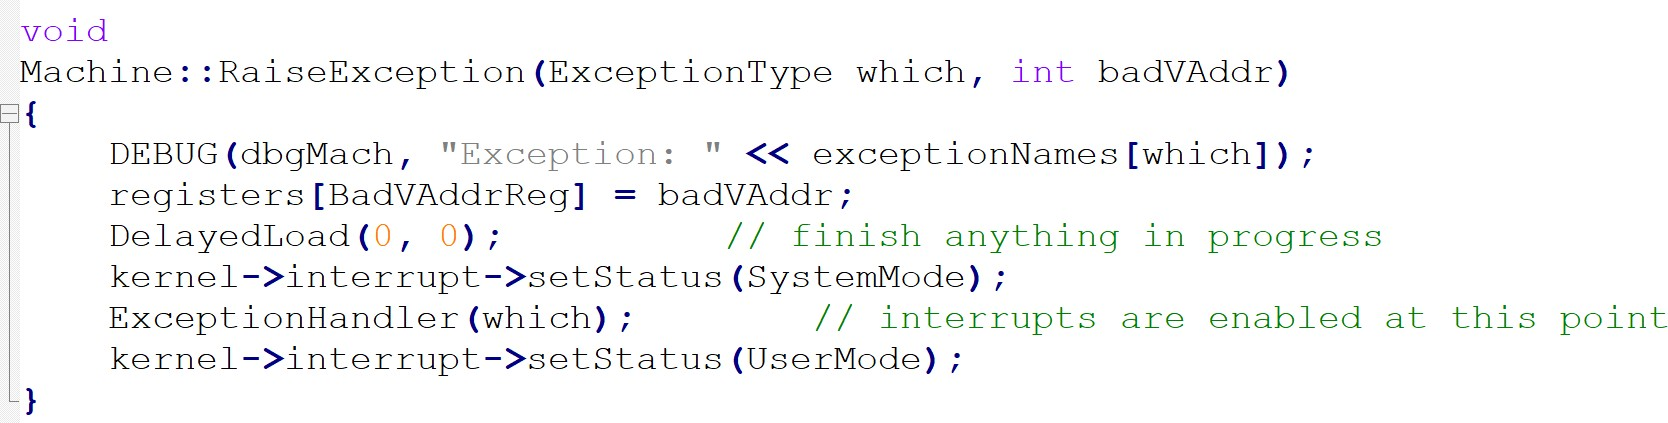 void
Machine::RaiseException(ExceptionType which, int badVAddr)
{
    DEBUG(dbgMach, "Exception: " << exceptionNames[which]);
    registers[BadVAddrReg] = badVAddr;
    DelayedLoad(0, 0);          // finish anything in progress
    kernel->interrupt->setStatus(SystemMode);
    ExceptionHandler(which);        // interrupts are enabled at this point
    kernel->interrupt->setStatus(UserMode);
}